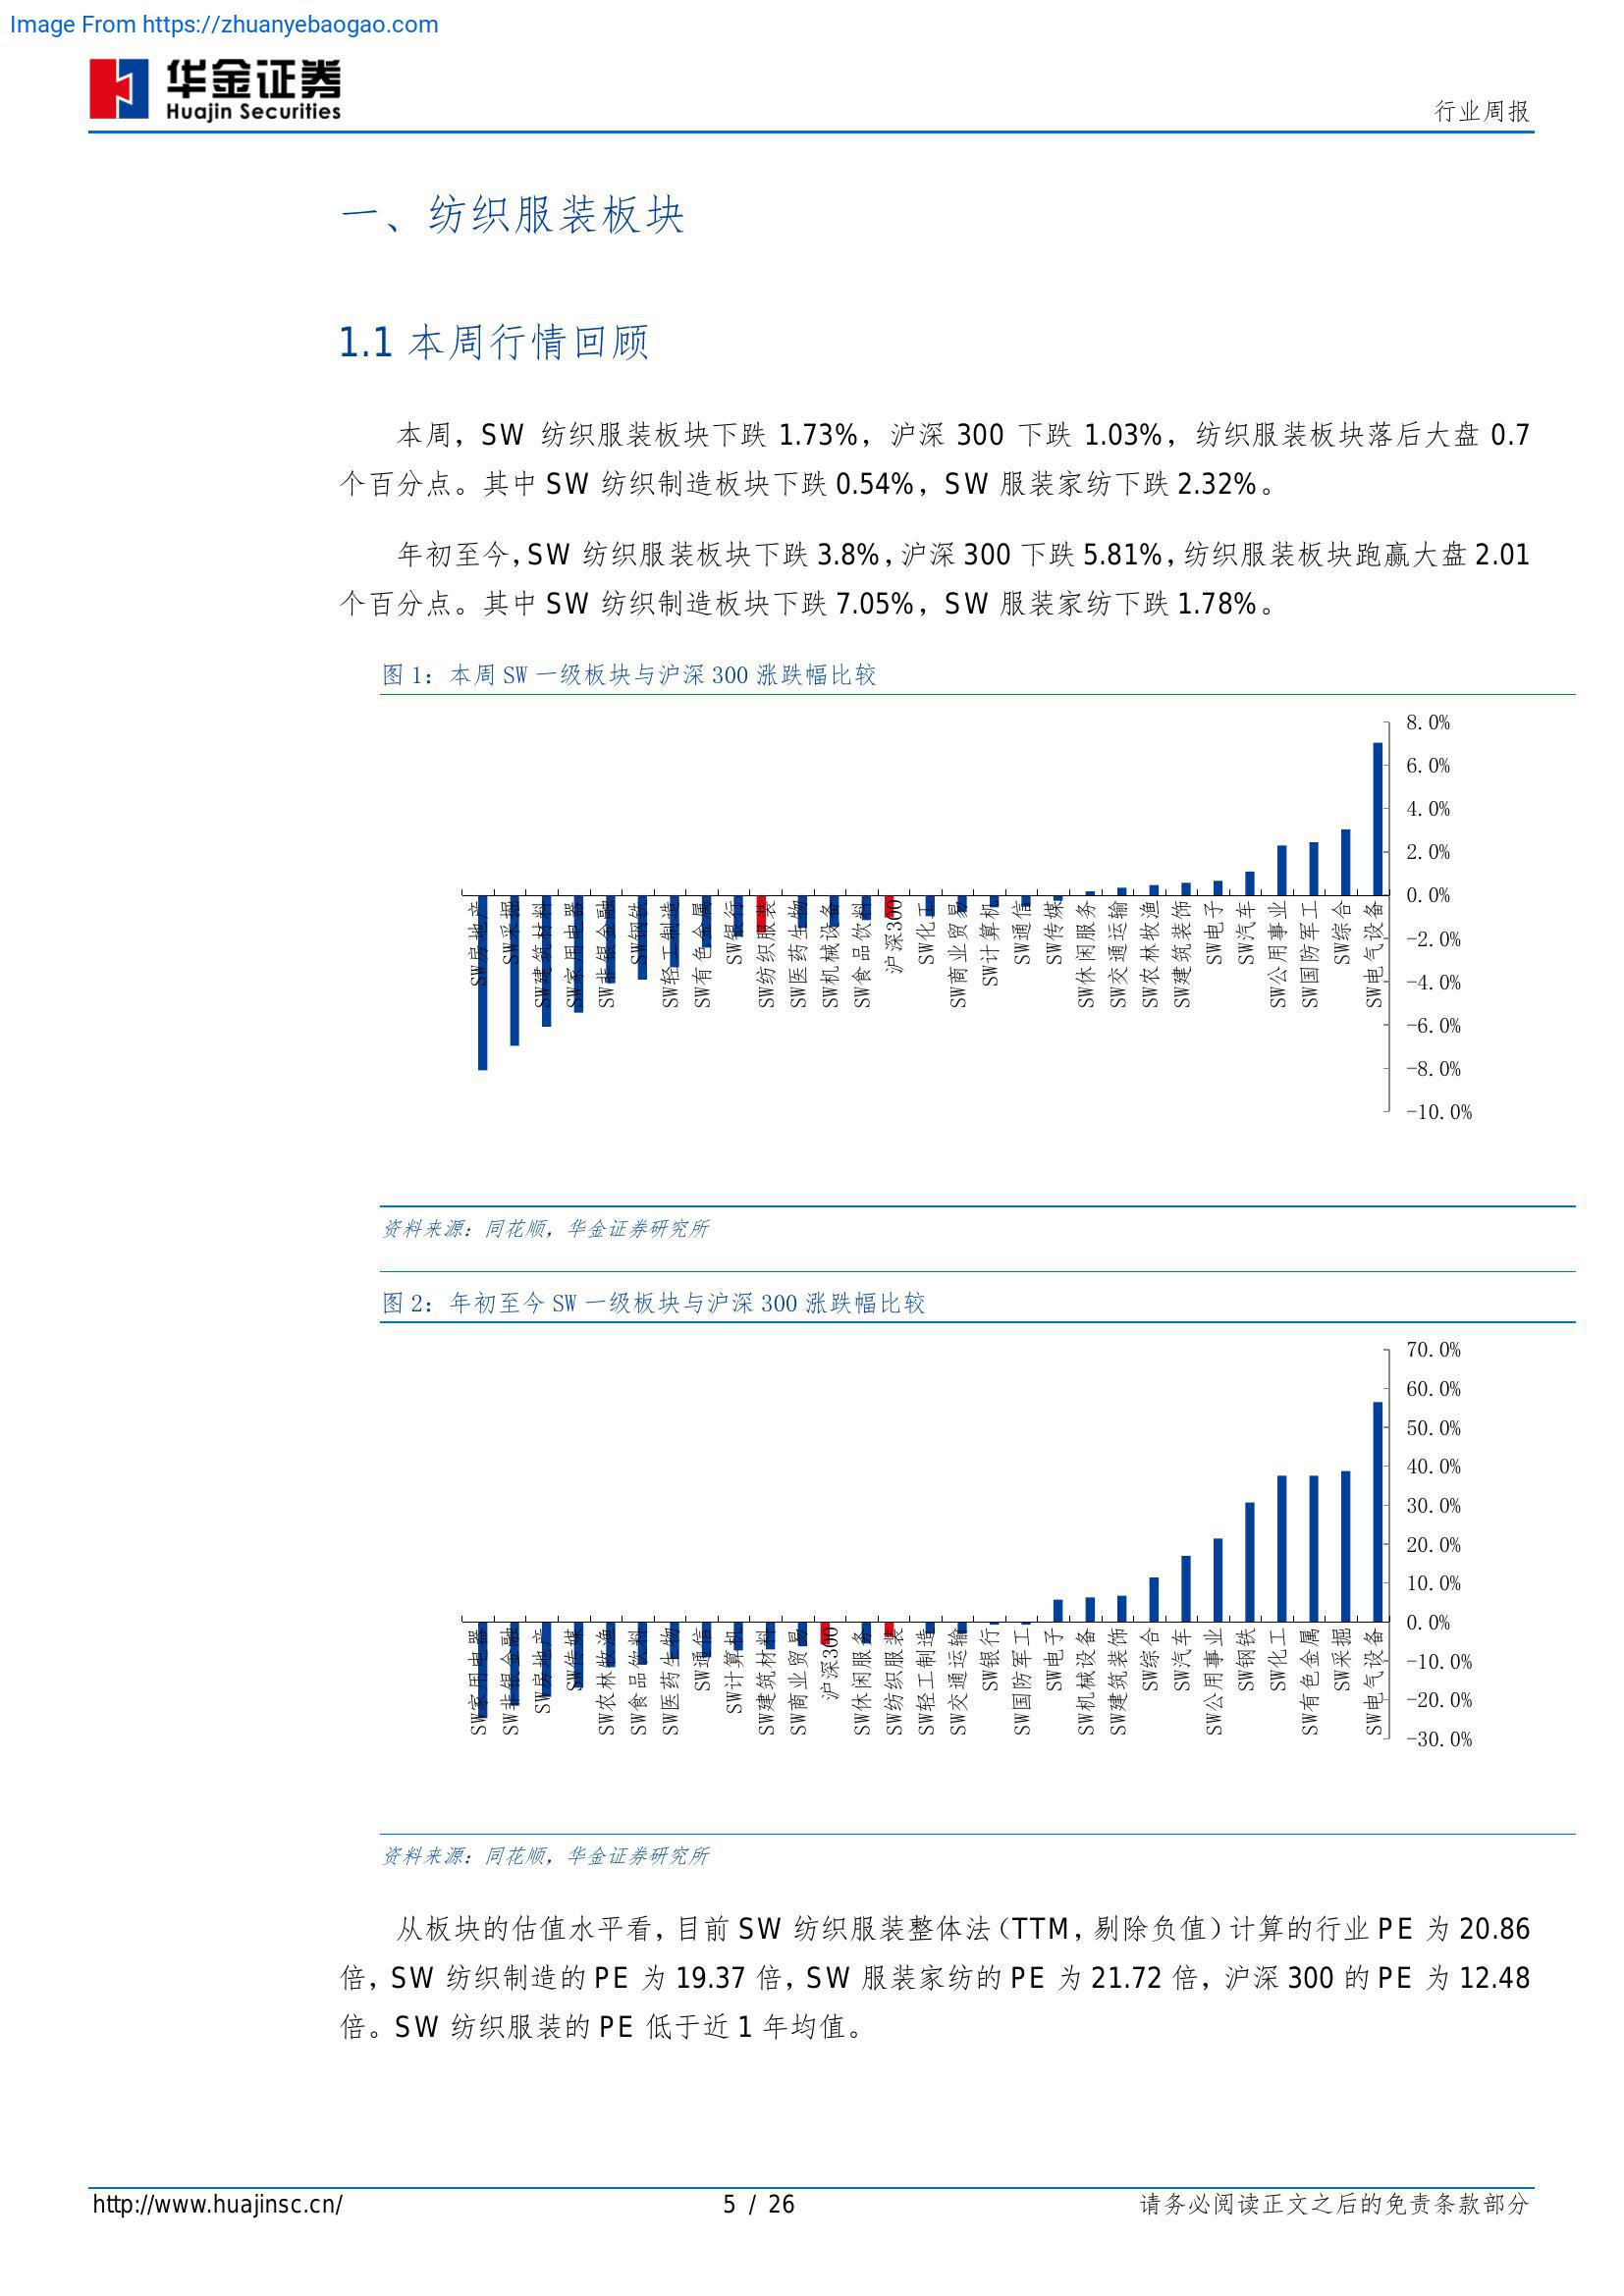 Image From https://zhuanyebaogao.com
华金证券
Huajin Securities
行业周报
一、纺织服装板块
1.1 本周行情回顾
本周，SW 纺织服装板块下跌 1.73%，沪深 300 下跌 1.03%，纺织服装板块落后大盘 0.7
个百分点。其中 SW 纺织制造板块下跌 0.54%，SW 服装家纺下跌 2.32%。
年初至今，SW 纺织服装板块下跌 3.8%，沪深 300 下跌 5.81%，纺织服装板块跑赢大盘 2.01
个百分点。其中 SW 纺织制造板块下跌 7.05%，SW 服装家纺下跌 1.78%。
图 1：本周 SW 一级板块与沪深 300 涨跌幅比较
8.0%
6.0%
4.0%
2.0%
0.0%
-2.0%
-4.0%
-6.0%
-8.0%
-10.0%
SW房地产
SW采掘
SW建筑材料
SW家用电器
SW非银金融
SW钢铁
SW轻工制造
SW有色金属
SW银行
SW纺织服装
SW医药生物
SW机械设备
SW食品饮料
沪深300
SW化工
SW商业贸易
SW计算机
SW通信
SW传媒
SW休闲服务
SW交通运输
SW农林牧渔
SW建筑装饰
SW电子
SW汽车
SW公用事业
SW国防军工
SW综合
SW电气设备
资料来源：同花顺，华金证券研究所
图 2：年初至今 SW 一级板块与沪深 300 涨跌幅比较
70.0%
60.0%
50.0%
40.0%
30.0%
20.0%
10.0%
0.0%
-10.0%
-20.0%
-30.0%
SW家用电器
SW非银金融
SW房地产
SW传媒
SW农林牧渔
SW食品饮料
SW医药生物
SW通信
SW计算机
SW建筑材料
SW商业贸易
沪深300
SW休闲服务
SW纺织服装
SW轻工制造
SW交通运输
SW银行
SW国防军工
SW电子
SW机械设备
SW建筑装饰
SW综合
SW汽车
SW公用事业
SW钢铁
SW化工
SW有色金属
SW采掘
SW电气设备
资料来源：同花顺，华金证券研究所
从板块的估值水平看，目前 SW 纺织服装整体法（TTM，剔除负值）计算的行业 PE 为 20.86
倍，SW 纺织制造的 PE 为 19.37 倍，SW 服装家纺的 PE 为 21.72 倍，沪深 300 的 PE 为 12.48
倍。SW 纺织服装的 PE 低于近 1 年均值。
http://www.huajinsc.cn/
5 / 26
请务必阅读正文之后的免责条款部分